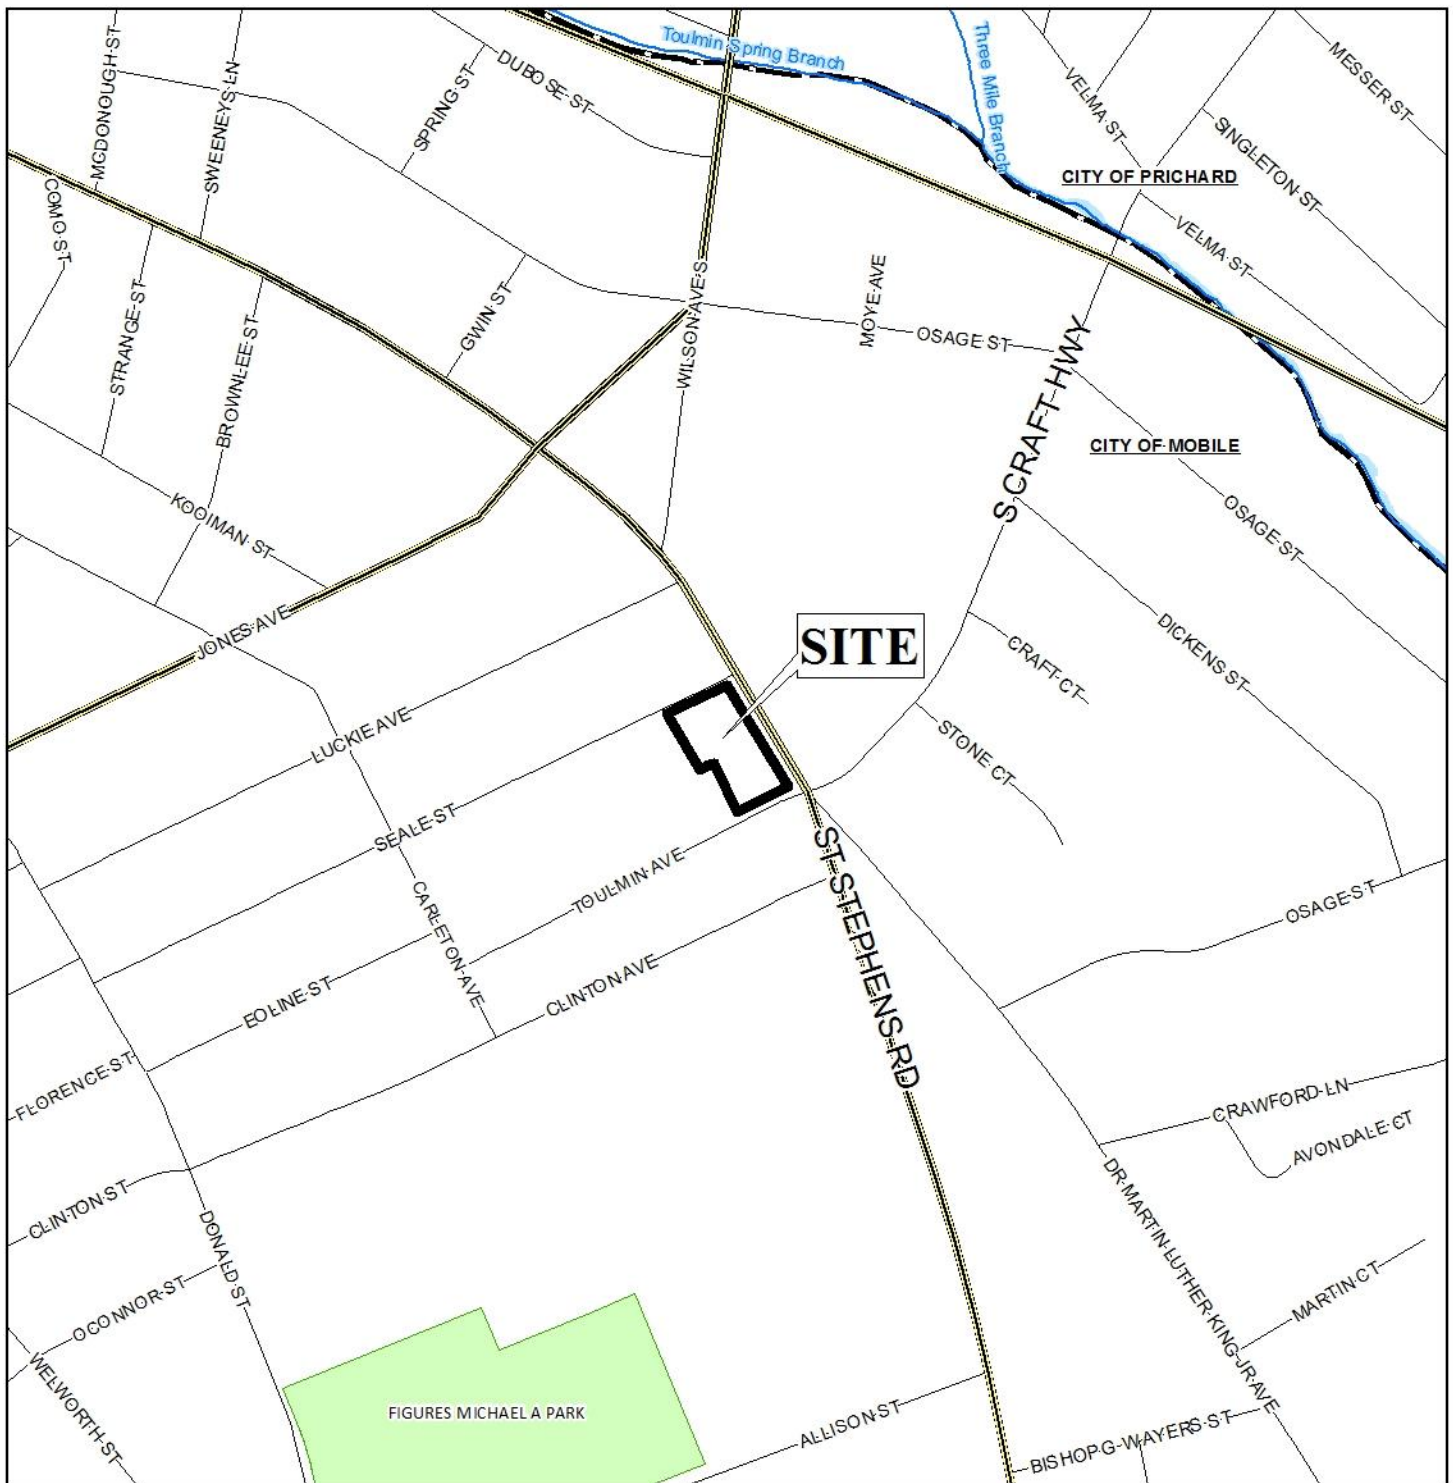 Toulmin Spring Branch
Three Mile Branch
MCDONOUGH ST
SWEENEYS LN
SPRING ST
DUBOSE ST
VELMA ST
MESSER ST
SINGLETON ST
CITY OF PRICHARD
COMO ST
VELMA ST
STRANGE ST
BROWNLEE ST
GWIN ST
WILSON AVE S
MOYE AVE
OSAGE ST
S CRAFT HWY
CITY OF MOBILE
KOOIMAN ST
OSAGE ST
JONES AVE
SITE
CRAFT CT
DICKENS ST
LUCKIE AVE
STONE CT
SEALE ST
TOULMIN AVE
CARLETON AVE
ST STEPHENS RD
OSAGE ST
EOLINE ST
CLINTON AVE
FLORENCE ST
CRAWFORD LN
AVONDALE CT
CLINTON ST
DONALD ST
DR MARTIN LUTHER KING JR AVE
OCONNOR ST
MARTIN CT
WELWORTH ST
FIGURES MICHAEL A PARK
ALLISON ST
BISHOP G WAYERS ST